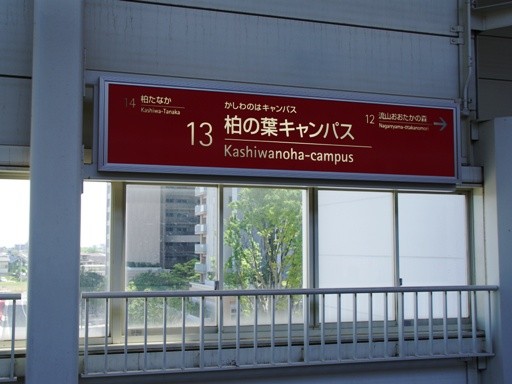 14 柏たなか
Kashiwa-Tanaka
かしわのはキャンパス
13 柏の葉キャンパス
Kashiwanoha-campus
12 流山おおたかの森
Nagareyama-otakanomori